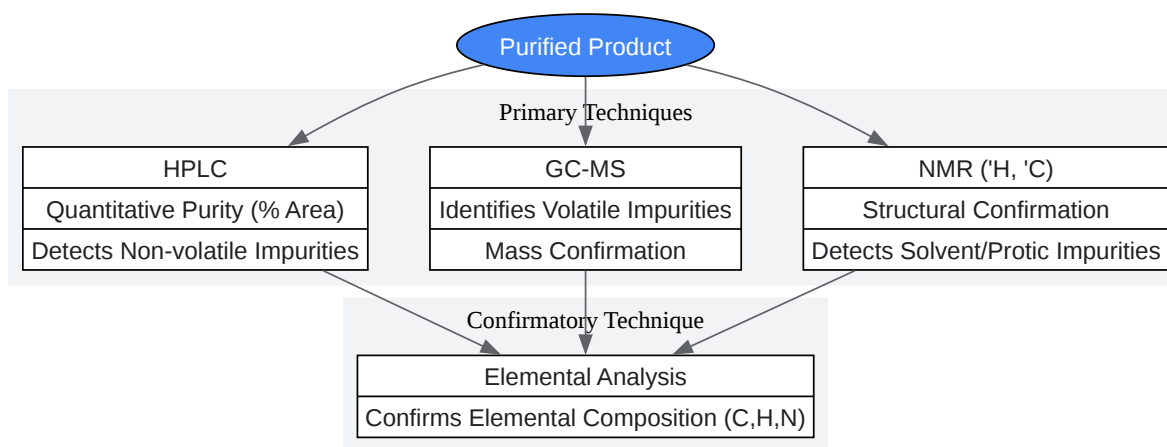 Purified Product
Primary Techniques
HPLC
Quantitative Purity (% Area)
Detects Non-volatile Impurities
GC-MS
Identifies Volatile Impurities
Mass Confirmation
NMR ('H, 'C)
Structural Confirmation
Detects Solvent/Protic Impurities
Confirmatory Technique
Elemental Analysis
Confirms Elemental Composition (C,H,N)